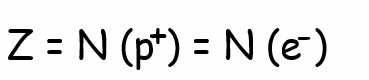 Z = N (p⁺) = N (e⁻)